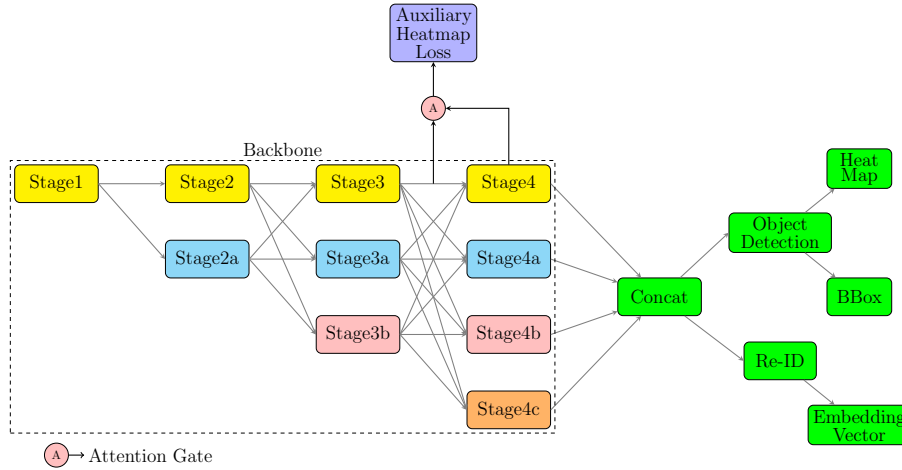 Auxiliary
Heatmap
Loss
A
Backbone
Stage1
Stage2
Stage3
Stage4
Heat
Map
Stage2a
Stage3a
Stage4a
Object
Detection
Concat
BBox
Stage3b
Stage4b
Re-ID
Stage4c
Embedding
Vector
A
Attention Gate